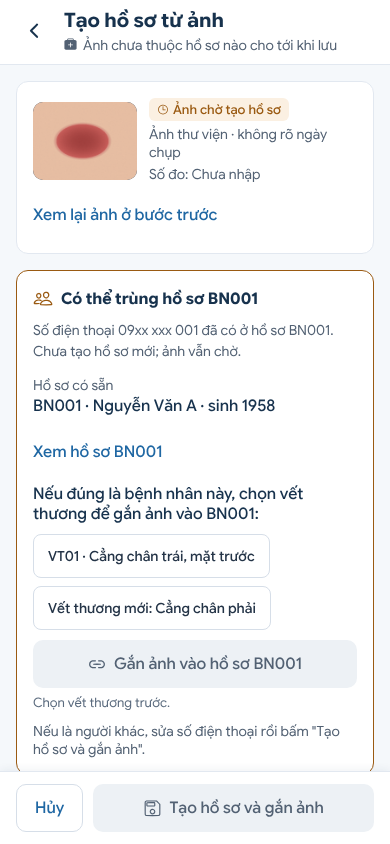 Tạo hồ sơ từ ảnh
Ảnh chưa thuộc hồ sơ nào cho tới khi lưu
Ảnh chờ tạo hồ sơ
Ảnh thư viện · không rõ ngày
chụp
Số đo: Chưa nhập
Xem lại ảnh ở bước trước
Có thể trùng hồ sơ BN001
Số điện thoại 09xx xxx 001 đã có ở hồ sơ BN001.
Chưa tạo hồ sơ mới; ảnh vẫn chờ.
Hồ sơ có sẵn
BN001 · Nguyễn Văn A · sinh 1958
Xem hồ sơ BN001
Nếu đúng là bệnh nhân này, chọn vết
thương để gắn ảnh vào BN001:
VT01 · Cẳng chân trái, mặt trước
Vết thương mới: Cẳng chân phải
Gắn ảnh vào hồ sơ BN001
Chọn vết thương trước.
Nếu là người khác, sửa số điện thoại rồi bấm "Tạo
hồ sơ và gắn ảnh".
Hủy
Tạo hồ sơ và gắn ảnh